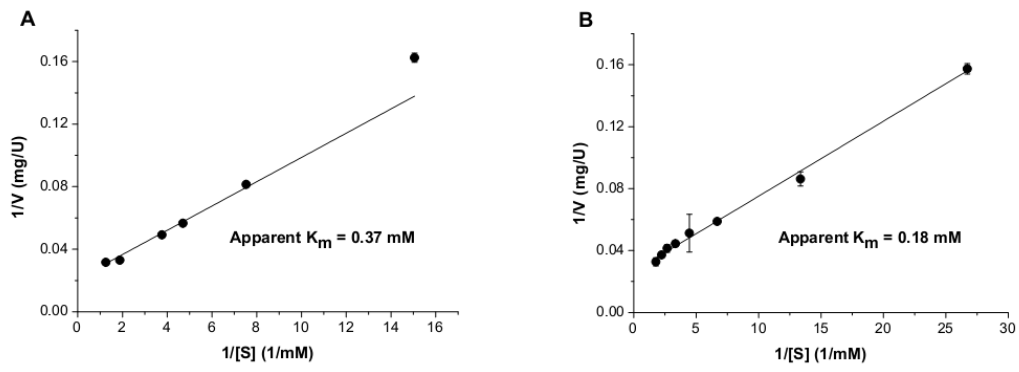 A
0.16
0.12
0.08
0.04
0.00
1/V (mg/U)
Apparent Km = 0.37 mM
0 2 4 6 8 10 12 14 16
1/[S] (1/mM)
B
0.16
0.12
0.08
0.04
0.00
1/V (mg/U)
Apparent Km = 0.18 mM
0 5 10 15 20 25 30
1/[S] (1/mM)